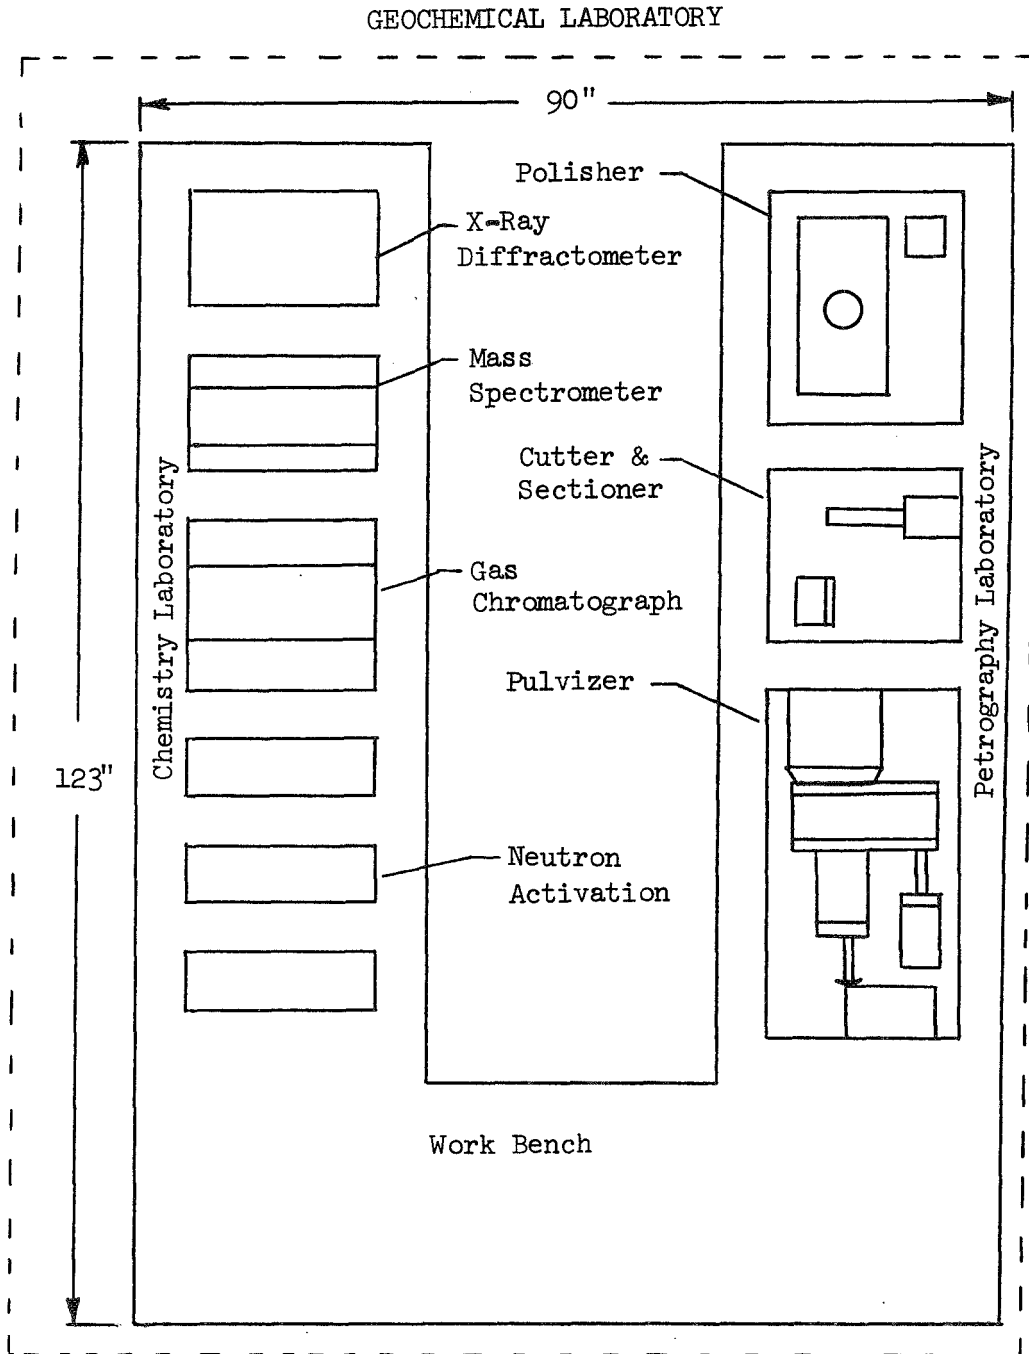 GEOCHEMICAL LABORATORY
90"
Polisher
X-Ray
Diffractometer
Mass
Spectrometer
Cutter &
Sectioner
Chemistry Laboratory
Petrography Laboratory
Gas
Chromatograph
Pulvizer
123"
Neutron
Activation
Work Bench